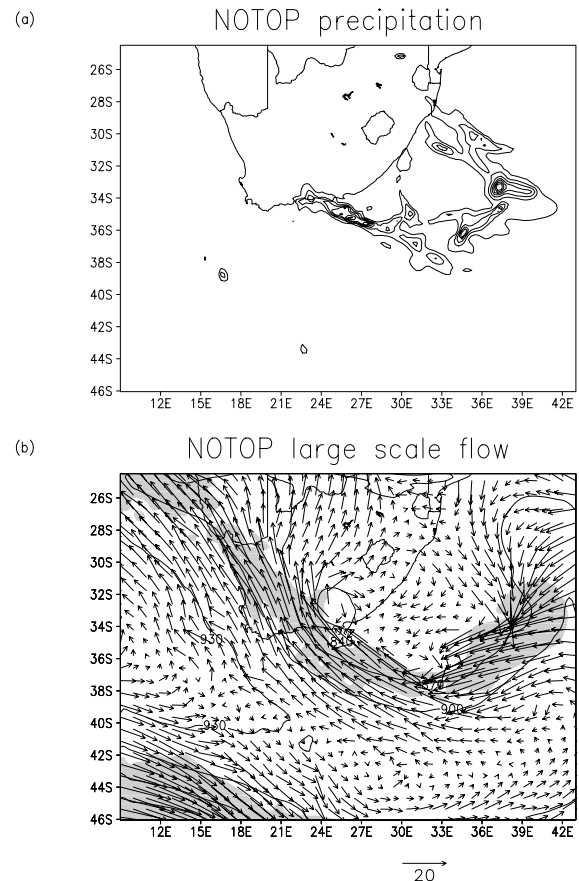 (a)
NOTOP precipitation
26S
28S
30S
32S
34S
36S
38S
40S
42S
44S
46S
12E 15E 18E 21E 24E 27E 30E 33E 36E 39E 42E
(b)
NOTOP large scale flow
26S
28S
30S
32S
34S
36S
38S
40S
42S
44S
46S
930
840
900
930
12E 15E 18E 21E 24E 27E 30E 33E 36E 39E 42E
20